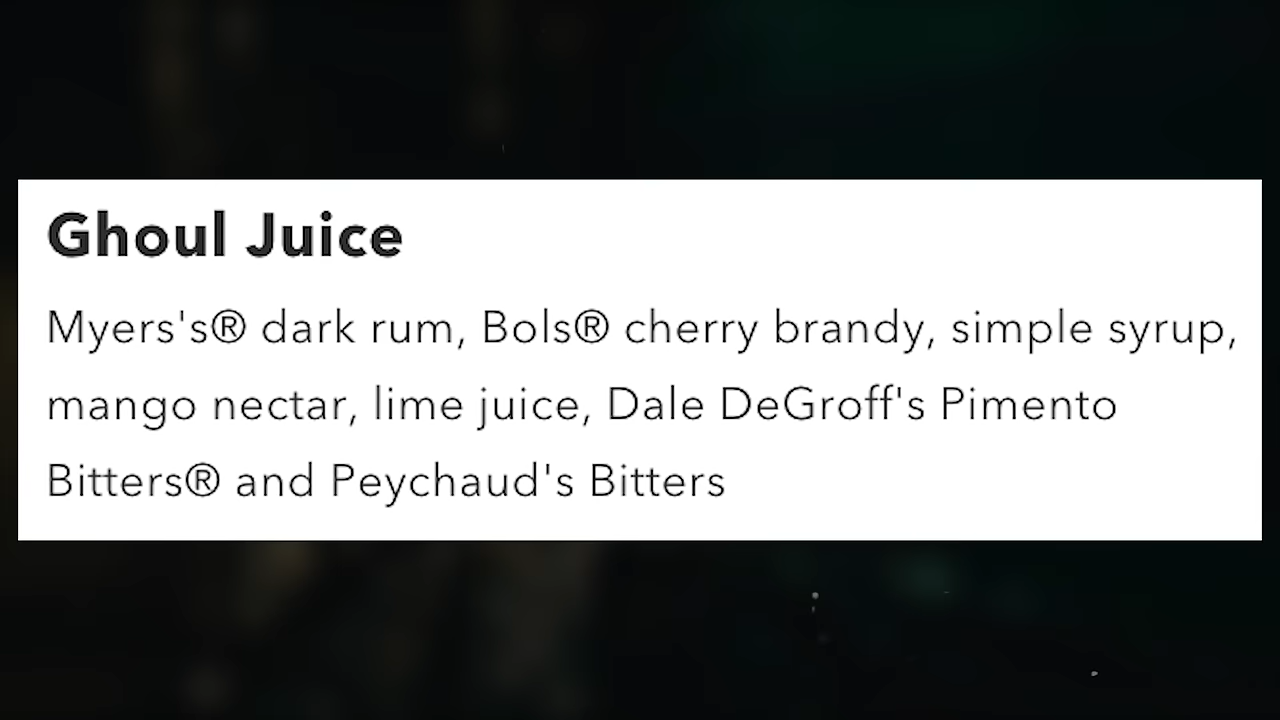 Ghoul Juice
Myers's® dark rum, Bols® cherry brandy, simple syrup,
mango nectar, lime juice, Dale DeGroff's Pimento
Bitters® and Peychaud's Bitters